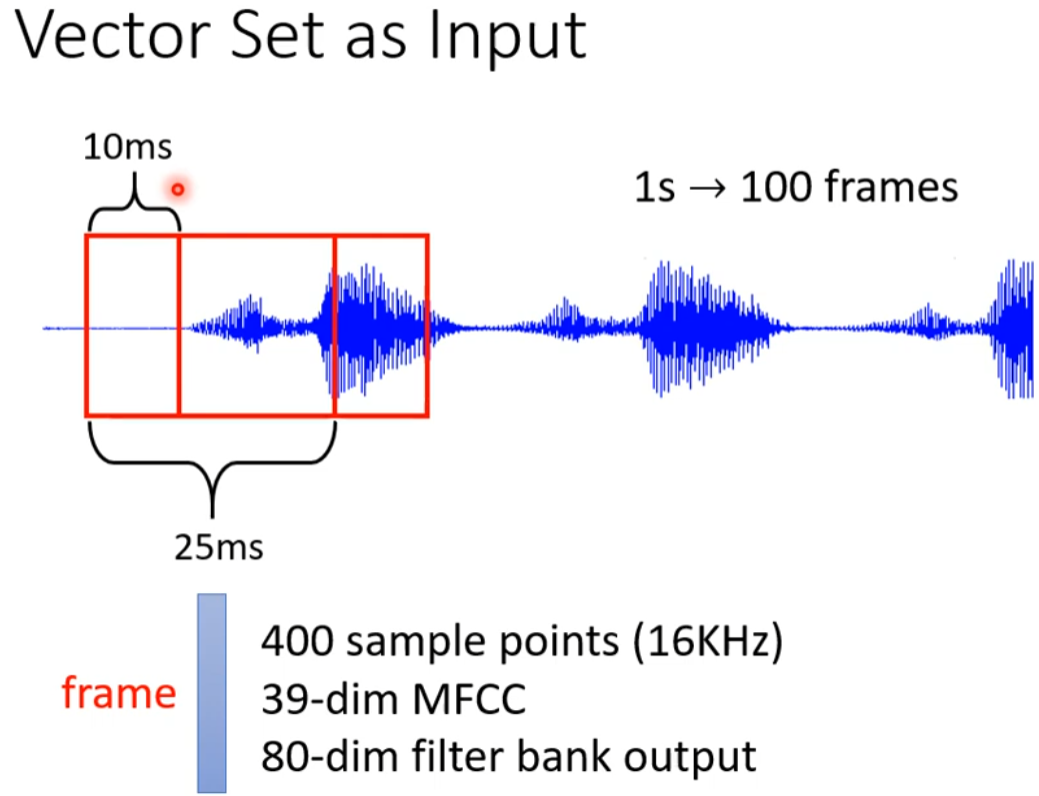 Vector Set as Input
10ms
1s → 100 frames
25ms
400 sample points (16KHz)
frame
39-dim MFCC
80-dim filter bank output